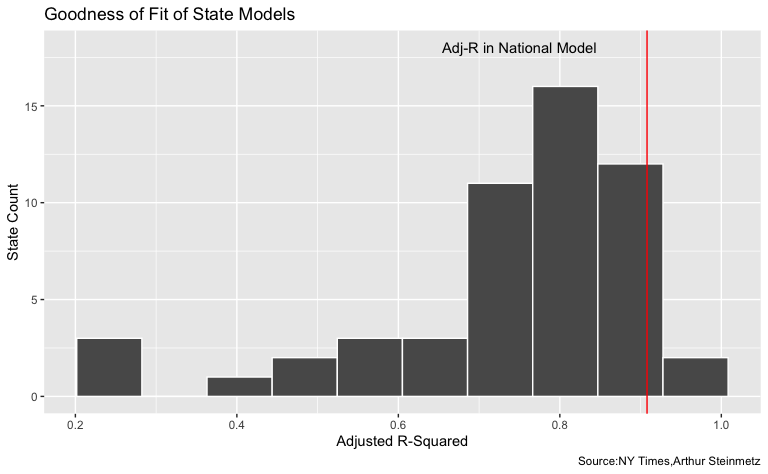 Goodness of Fit of State Models
Adj-R in National Model
15
10
5
0
State Count
0.2 0.4 0.6 0.8 1.0
Adjusted R-Squared
Source:NY Times,Arthur Steinmetz